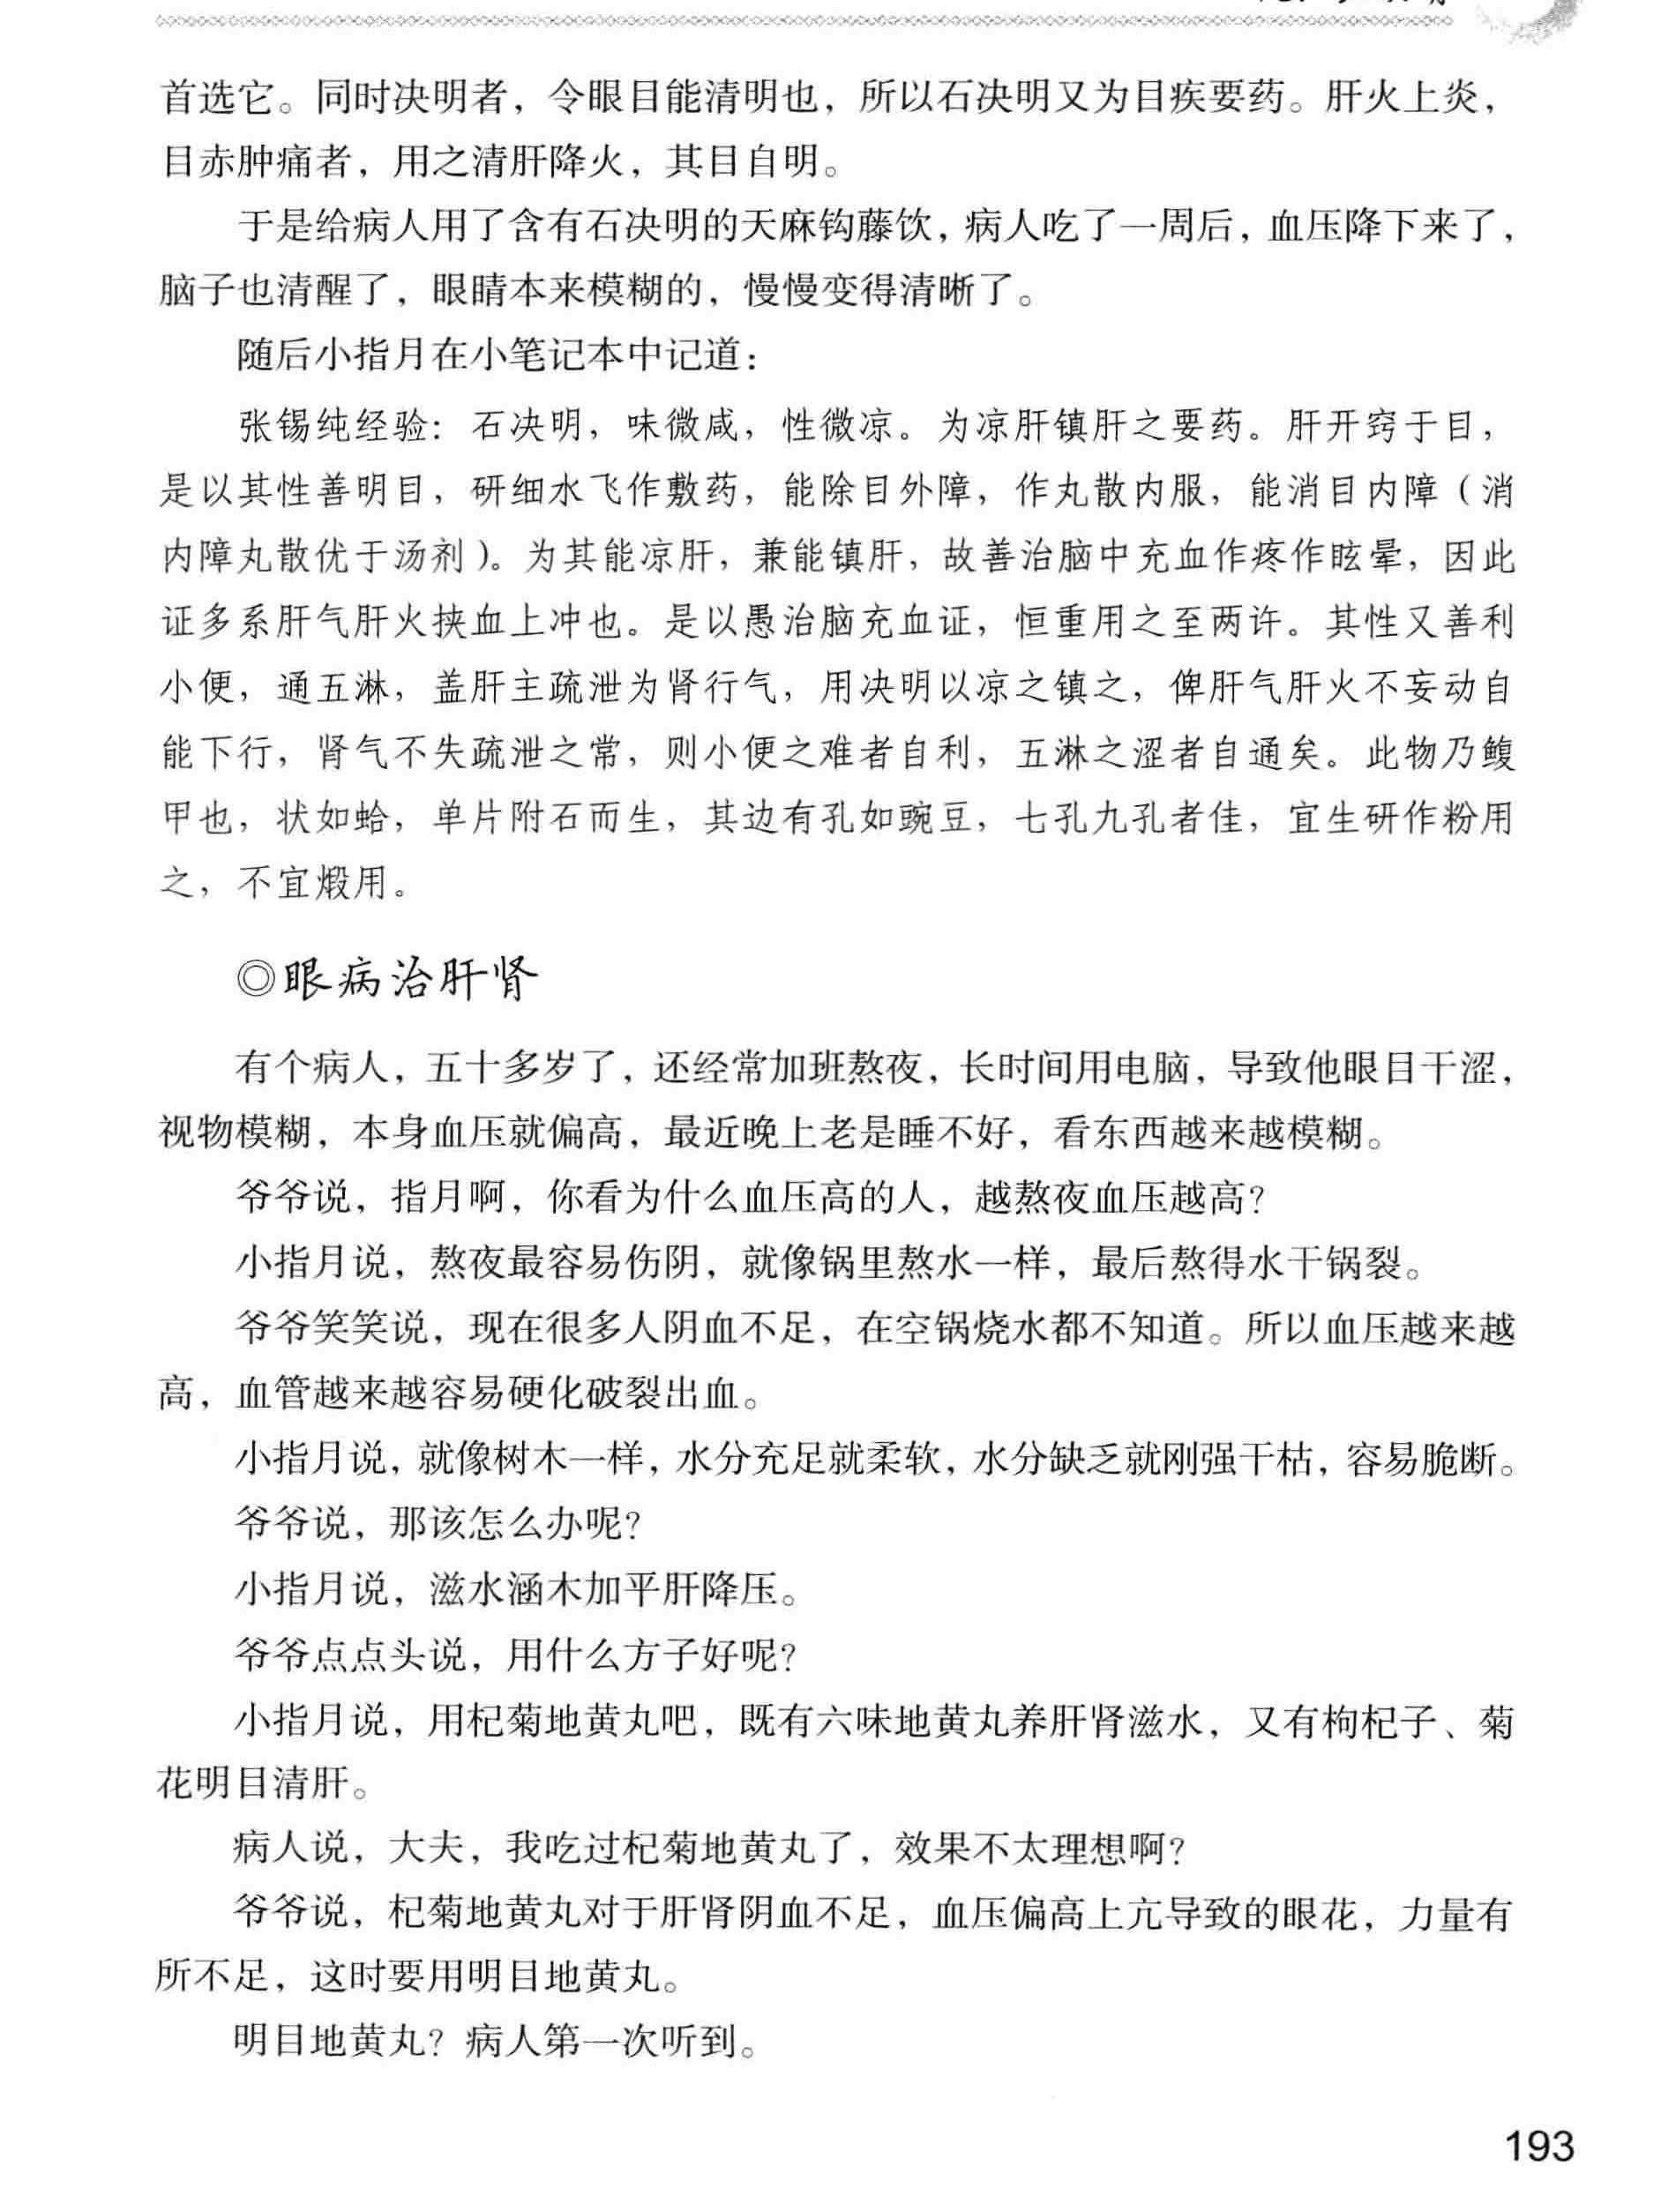 首选它。同时决明者，令眼目能清明也，所以石决明又为目疾要药。肝火上炎，
目赤肿痛者，用之清肝降火，其目自明。
于是给病人用了含有石决明的天麻钩藤饮，病人吃了一周后，血压降下来了，
脑子也清醒了，眼睛本来模糊的，慢慢变得清晰了。
随后小指月在小笔记本中记道：
张锡纯经验：石决明，味微咸，性微凉。为凉肝镇肝之要药。肝开窍于目，
是以其性善明目，研细水飞作敷药，能除目外障，作丸散内服，能消目内障（消
内障丸散优于汤剂）。为其能凉肝，兼能镇肝，故善治脑中充血作疼作眩晕，因此
证多系肝气肝火挟血上冲也。是以愚治脑充血证，恒重用之至两许。其性又善利
小便，通五淋，盖肝主疏泄为肾行气，用决明以凉之镇之，俾肝气肝火不妄动自
能下行，肾气不失疏泄之常，则小便之难者自利，五淋之涩者自通矣。此物乃鳆
甲也，状如蛤，单片附石而生，其边有孔如豌豆，七孔九孔者佳，宜生研作粉用
之，不宜煅用。
◎眼病治肝肾
有个病人，五十多岁了，还经常加班熬夜，长时间用电脑，导致他眼目干涩，
视物模糊，本身血压就偏高，最近晚上老是睡不好，看东西越来越模糊。
爷爷说，指月啊，你看为什么血压高的人，越熬夜血压越高？
小指月说，熬夜最容易伤阴，就像锅里熬水一样，最后熬得水干锅裂。
爷爷笑笑说，现在很多人阴血不足，在空锅烧水都不知道。所以血压越来越
高，血管越来越容易硬化破裂出血。
小指月说，就像树木一样，水分充足就柔软，水分缺乏就刚强干枯，容易脆断。
爷爷说，那该怎么办呢？
小指月说，滋水涵木加平肝降压。
爷爷点点头说，用什么方子好呢？
小指月说，用杞菊地黄丸吧，既有六味地黄丸养肝肾滋水，又有枸杞子、菊
花明目清肝。
病人说，大夫，我吃过杞菊地黄丸了，效果不太理想啊？
爷爷说，杞菊地黄丸对于肝肾阴血不足，血压偏高上亢导致的眼花，力量有
所不足，这时要用明目地黄丸。
明目地黄丸？病人第一次听到。
193